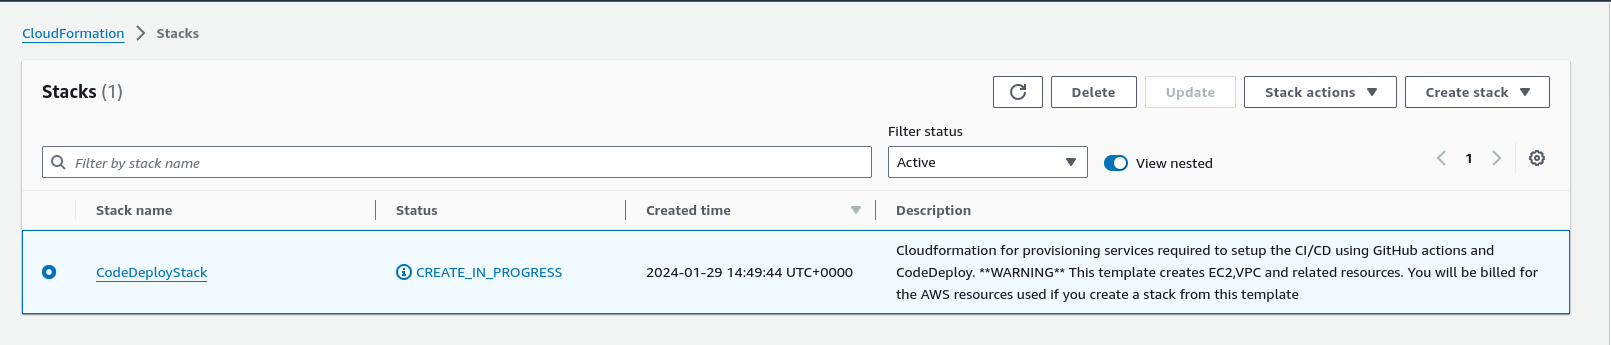 CloudFormation > Stacks
Stacks (1)
Delete
Update
Stack actions
Create stack
Filter status
Filter by stack name
Active
View nested
1
Stack name
Status
Created time
Description
CodeDeployStack
CREATE_IN_PROGRESS
2024-01-29 14:49:44 UTC+0000
Cloudformation for provisioning services required to setup the CI/CD using GitHub actions and
CodeDeploy. **WARNING** This template creates EC2,VPC and related resources. You will be billed for
the AWS resources used if you create a stack from this template